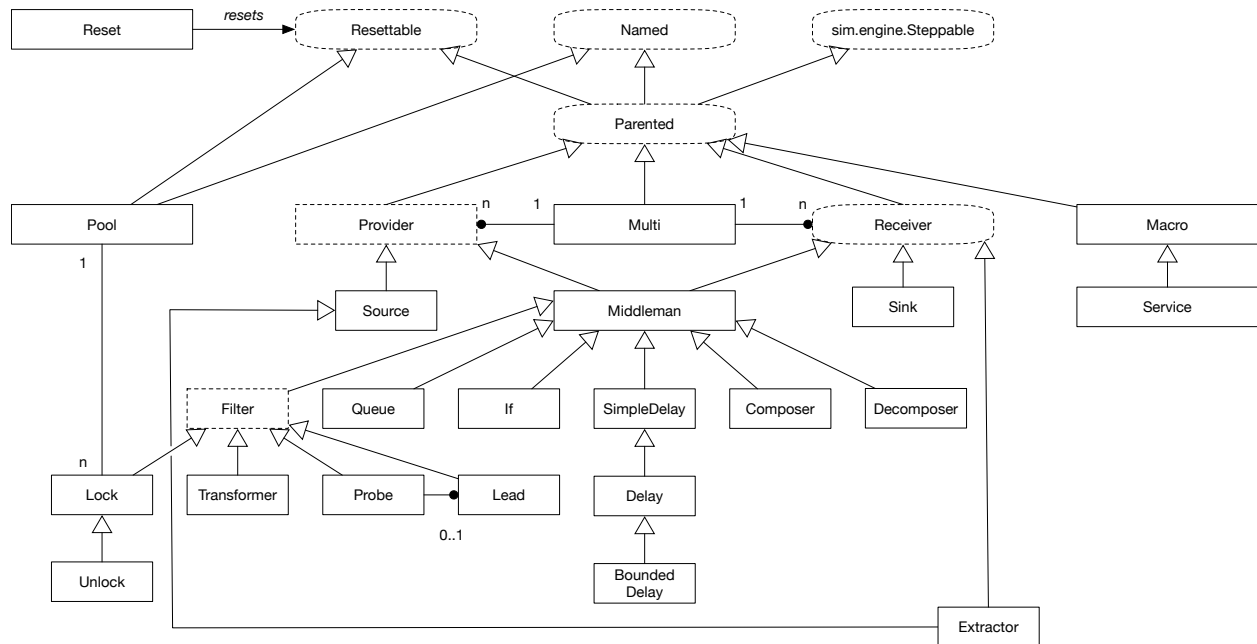 resets
Reset
Resettable
Named
sim.engine.Steppable
Parented
n
1
1
n
Pool
Provider
Multi
Receiver
Macro
1
Source
Middleman
Sink
Service
Filter
Queue
If
SimpleDelay
Composer
Decomposer
n
Lock
Transformer
Probe
Lead
Delay
0..1
Unlock
Bounded
Delay
Extractor